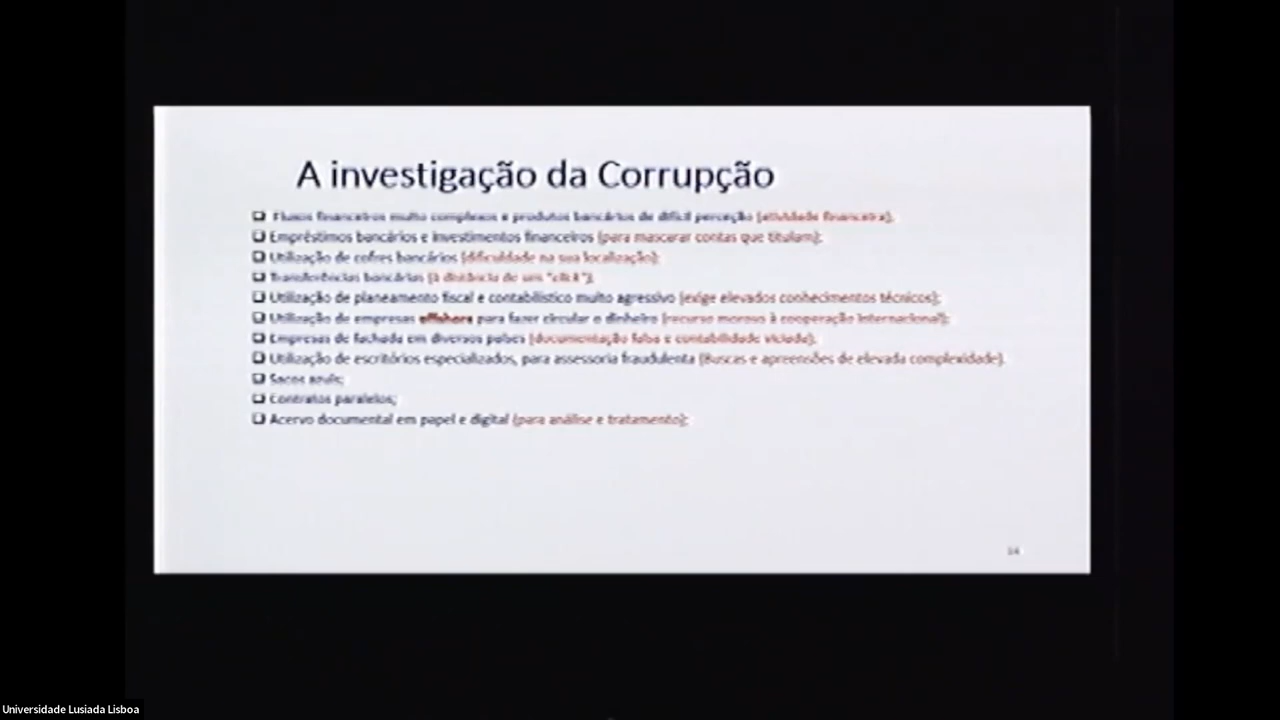 A investigação da Corrupção
Fluxos financeiros muito complexos e produtos bancários de difícil perceção (atividade financeira);
Empréstimos bancários e investimentos financeiros (para mascarar contas que titulam);
Utilização de cofres bancários (dificuldade na sua localização);
Transferências bancárias (à distância de um "click");
Utilização de planeamento fiscal e contabilístico muito agressivo (exige elevados conhecimentos técnicos);
Utilização de empresas offshore para fazer circular o dinheiro (recurso moroso à cooperação internacional);
Empresas de fachada em diversos países (documentação falsa e contabilidade viciada);
Utilização de escritórios especializados, para assessoria fraudulenta (Buscas e apreensões de elevada complexidade).
Sacos azuis;
Contratos paralelos;
Acervo documental em papel e digital (para análise e tratamento);
Universidade Lusiada Lisboa